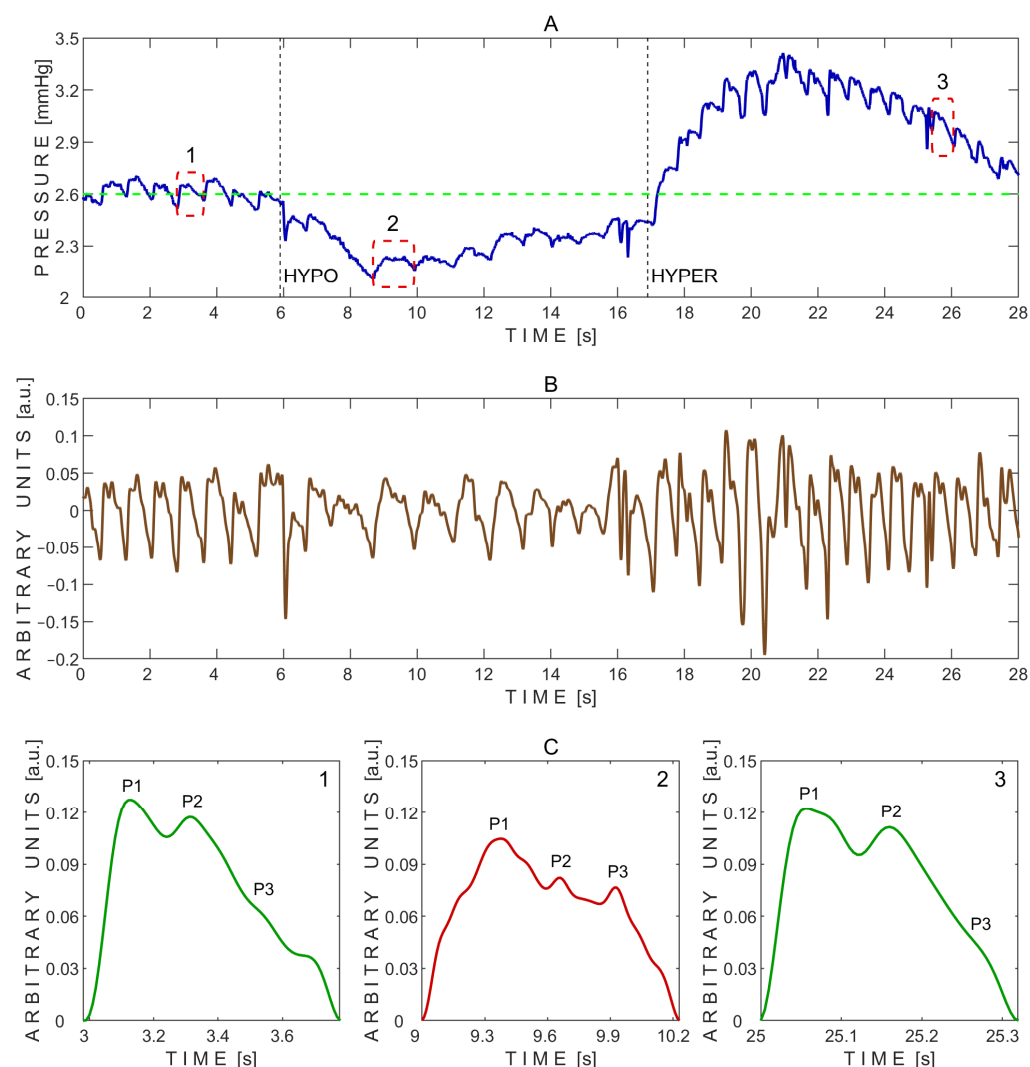 A
PRESSURE [mmHg]
3.5
3.2
2.9
2.6
2.3
2
1
2
3
HYPO
HYPER
0 2 4 6 8 10 12 14 16 18 20 22 24 26 28
TIME [s]
B
ARBITRARY UNITS [a.u.]
0.15
0.1
0.05
0
−0.05
−0.1
−0.15
−0.2
0 2 4 6 8 10 12 14 16 18 20 22 24 26 28
TIME [s]
C
ARBITRARY UNITS [a.u.]
0.15
0.12
0.09
0.06
0.03
0
1
P1
P2
P3
3 3.2 3.4 3.6
TIME [s]
ARBITRARY UNITS [a.u.]
0.15
0.12
0.09
0.06
0.03
0
2
P1
P2
P3
9 9.3 9.6 9.9 10.2
TIME [s]
ARBITRARY UNITS [a.u.]
0.15
0.12
0.09
0.06
0.03
0
3
P1
P2
P3
25 25.1 25.2 25.3
TIME [s]